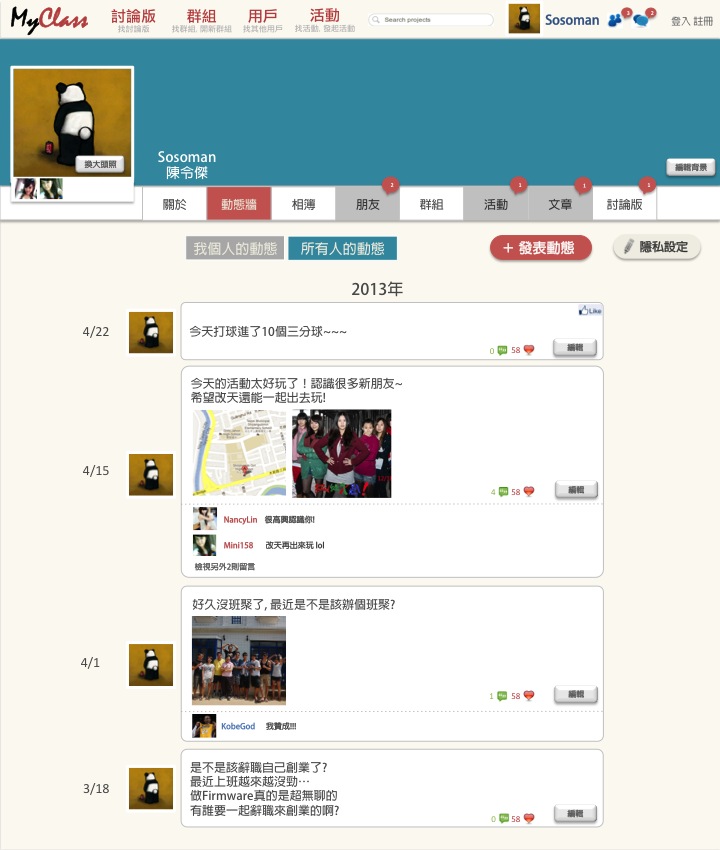 MyClass
討論版
找討論版
群組
找群組, 開新群組
用戶
找其他用戶
活動
找活動, 發起活動
Search projects
Sosoman
3
2
登入 註冊
換大頭照
Sosoman
陳令傑
編輯背景
關於
動態牆
相簿
朋友
2
群組
活動
1
文章
1
討論版
1
我個人的動態
所有人的動態
+ 發表動態
隱私設定
2013年
4/22
Like
今天打球進了10個三分球~~~
0
58
編輯
4/15
今天的活動太好玩了！認識很多新朋友~
希望改天還能一起出去玩!
4
58
編輯
NancyLin 很高興認識你!
Mini158 改天再出來玩 lol
檢視另外2則留言
4/1
好久沒班聚了, 最近是不是該辦個班聚?
1
58
編輯
KobeGod 我贊成!!!
3/18
是不是該辭職自己創業了?
最近上班越來越沒勁…
做Firmware真的是超無聊的
有誰要一起辭職來創業的啊?
0
58
編輯